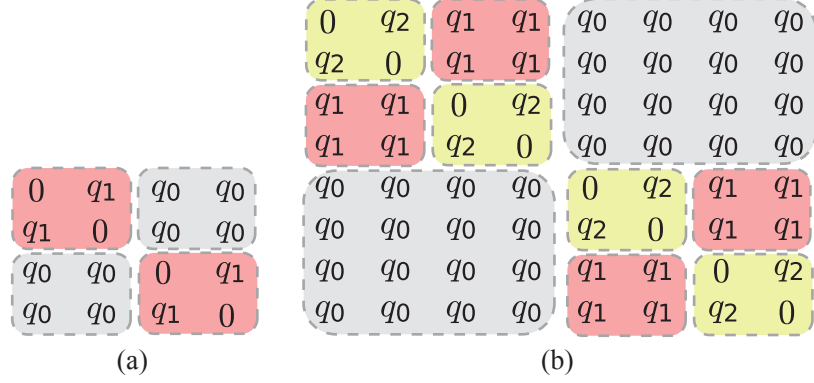 0 q2 q1 q1 q0 q0 q0 q0
q2 0 q1 q1 q0 q0 q0 q0
q1 q1 0 q2 q0 q0 q0 q0
q1 q1 q2 0 q0 q0 q0 q0
0 q1 q0 q0
q1 0 q0 q0
q0 q0 0 q1
q0 q0 q1 0
q0 q0 q0 q0 0 q2 q1 q1
q0 q0 q0 q0 q2 0 q1 q1
q0 q0 q0 q0 q1 q1 0 q2
q0 q0 q0 q0 q1 q1 q2 0
(a)
(b)